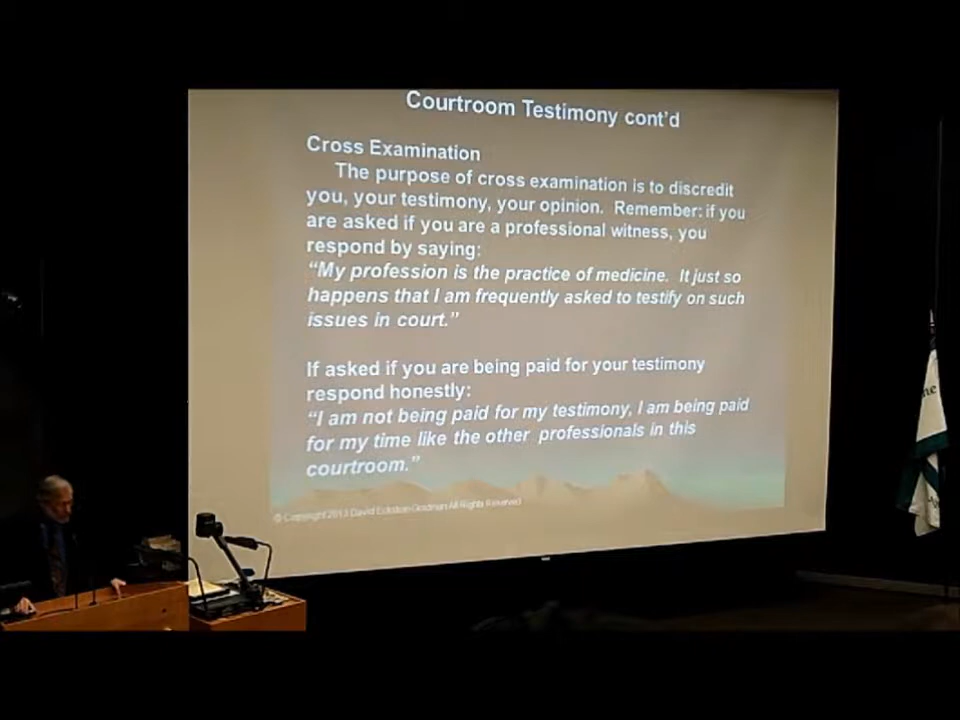 Courtroom Testimony cont'd
Cross Examination
The purpose of cross examination is to discredit
you, your testimony, your opinion. Remember: if you
are asked if you are a professional witness, you
respond by saying:
“My profession is the practice of medicine. It just so
happens that I am frequently asked to testify on such
issues in court.”
If asked if you are being paid for your testimony
respond honestly:
“I am not being paid for my testimony, I am being paid
for my time like the other professionals in this
courtroom.”
All Rights Reserved